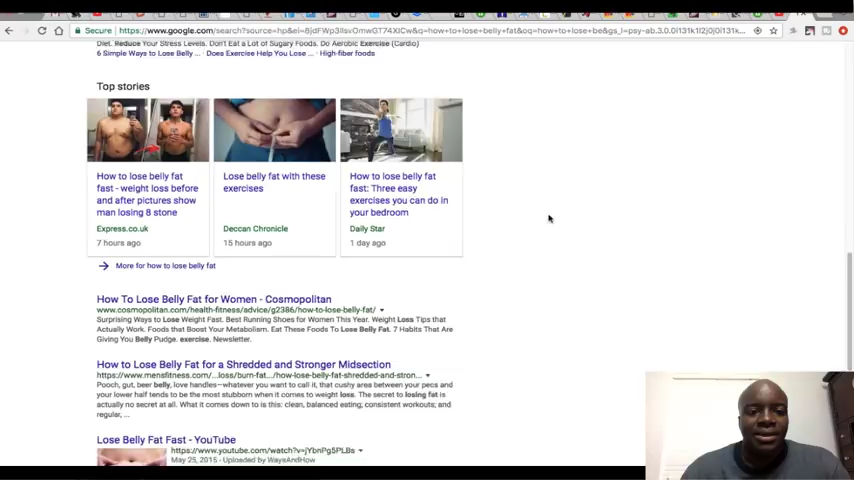 Secure https://www.google.com/search?source=hp&ei=8jdFWp3IIsvOmwGT74XICw&q=how+to+lose+belly+fat&oq=how+to+lose+be&gs_l=psy-ab.3.0.0i131k1l2j0j0i131k...
Diet. Reduce Your Stress Levels. Don't Eat a Lot of Sugary Foods. Do Aerobic Exercise (Cardio)
6 Simple Ways to Lose Belly ... · Does Exercise Help You Lose ... · High-fiber foods
Top stories
How to lose belly fat
fast - weight loss before
and after pictures show
man losing 8 stone
Express.co.uk
7 hours ago
Lose belly fat with these
exercises
Deccan Chronicle
15 hours ago
How to lose belly fat
fast: Three easy
exercises you can do in
your bedroom
Daily Star
1 day ago
More for how to lose belly fat
How To Lose Belly Fat for Women - Cosmopolitan
www.cosmopolitan.com/health-fitness/advice/g2386/how-to-lose-belly-fat/
Surprising Ways to Lose Weight Fast. Best Running Shoes for Women This Year. Weight Loss Tips that
Actually Work. Foods that Boost Your Metabolism. Eat These Foods To Lose Belly Fat. 7 Habits That Are
Giving You Belly Pudge. exercise. Newsletter.
How to Lose Belly Fat for a Shredded and Stronger Midsection
https://www.mensfitness.com/...loss/burn-fat.../how-lose-belly-fat-shredded-and-stron...
Pooch, gut, beer belly, love handles—whatever you want to call it, that cushy area between your pecs and
your lower half tends to be the most stubborn when it comes to weight loss. The secret to losing fat is
actually no secret at all. What it comes down to is this: clean, balanced eating; consistent workouts; and
regular, ...
Lose Belly Fat Fast - YouTube
https://www.youtube.com/watch?v=jYbnPg5PLBs
May 25, 2015 - Uploaded by WaysAndHow